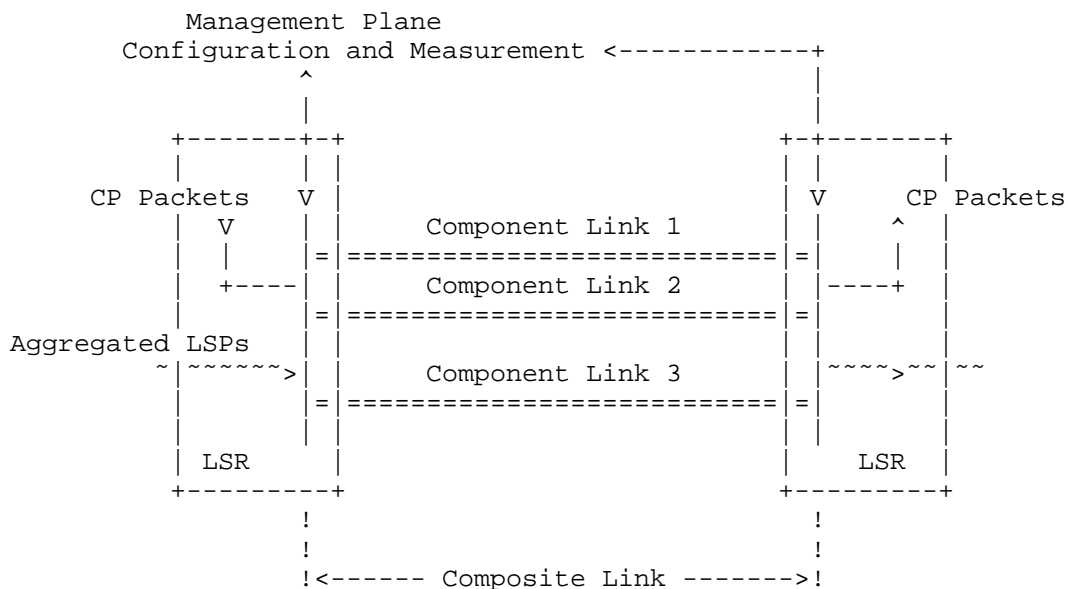 Management Plane
Configuration and Measurement <------------+
CP Packets V V CP Packets
V Component Link 1 ^
Component Link 2
Aggregated LSPs
Component Link 3
LSR LSR
!<------ Composite Link ------->!